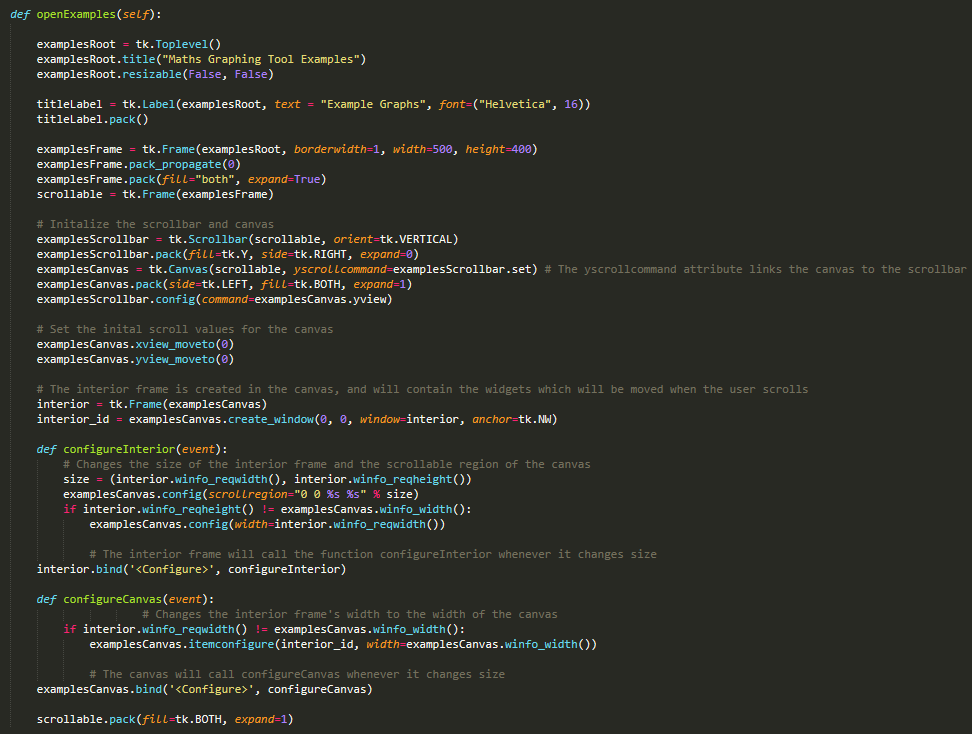 def openExamples(self):
examplesRoot = tk.Toplevel()
examplesRoot.title("Maths Graphing Tool Examples")
examplesRoot.resizable(False, False)
titleLabel = tk.Label(examplesRoot, text = "Example Graphs", font=("Helvetica", 16))
titleLabel.pack()
examplesFrame = tk.Frame(examplesRoot, borderwidth=1, width=500, height=400)
examplesFrame.pack_propagate(0)
examplesFrame.pack(fill="both", expand=True)
scrollable = tk.Frame(examplesFrame)
# Initalize the scrollbar and canvas
examplesScrollbar = tk.Scrollbar(scrollable, orient=tk.VERTICAL)
examplesScrollbar.pack(fill=tk.Y, side=tk.RIGHT, expand=0)
examplesCanvas = tk.Canvas(scrollable, yscrollcommand=examplesScrollbar.set) # The yscrollcommand attribute links the canvas to the scrollbar
examplesCanvas.pack(side=tk.LEFT, fill=tk.BOTH, expand=1)
examplesScrollbar.config(command=examplesCanvas.yview)
# Set the inital scroll values for the canvas
examplesCanvas.xview_moveto(0)
examplesCanvas.yview_moveto(0)
# The interior frame is created in the canvas, and will contain the widgets which will be moved when the user scrolls
interior = tk.Frame(examplesCanvas)
interior_id = examplesCanvas.create_window(0, 0, window=interior, anchor=tk.NW)
def configureInterior(event):
# Changes the size of the interior frame and the scrollable region of the canvas
size = (interior.winfo_reqwidth(), interior.winfo_reqheight())
examplesCanvas.config(scrollregion="0 0 %s %s" % size)
if interior.winfo_reqheight() != examplesCanvas.winfo_width():
examplesCanvas.config(width=interior.winfo_reqwidth())
# The interior frame will call the function configureInterior whenever it changes size
interior.bind('<Configure>', configureInterior)
def configureCanvas(event):
# Changes the interior frame's width to the width of the canvas
if interior.winfo_reqwidth() != examplesCanvas.winfo_width():
examplesCanvas.itemconfigure(interior_id, width=examplesCanvas.winfo_width())
# The canvas will call configureCanvas whenever it changes size
examplesCanvas.bind('<Configure>', configureCanvas)
scrollable.pack(fill=tk.BOTH, expand=1)